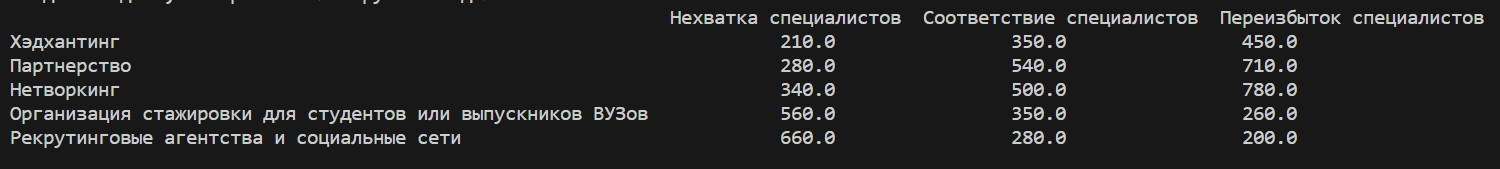 Нехватка специалистов Соответствие специалистов Переизбыток специалистов
Хэдхантинг 210.0 350.0 450.0
Партнерство 280.0 540.0 710.0
Нетворкинг 340.0 500.0 780.0
Организация стажировки для студентов или выпускников ВУЗов 560.0 350.0 260.0
Рекрутинговые агентства и социальные сети 660.0 280.0 200.0